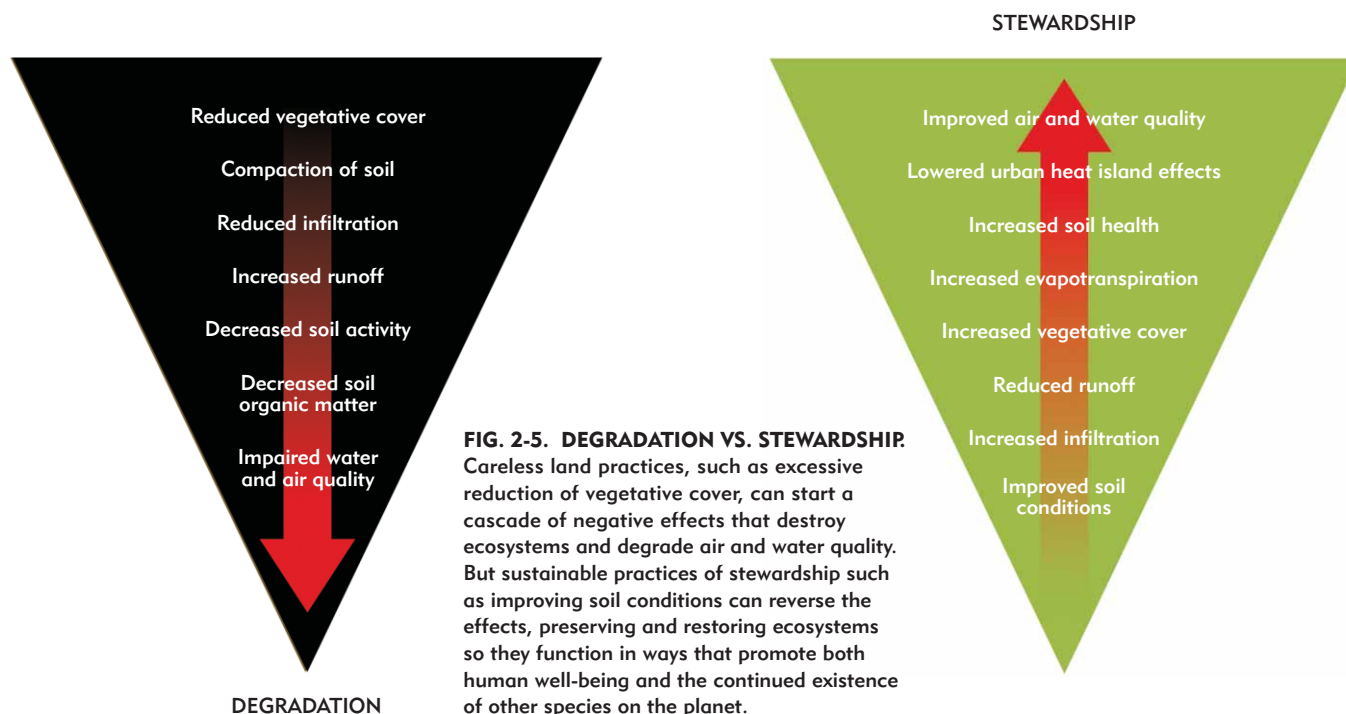 Reduced vegetative cover
Compaction of soil
Reduced infiltration
Increased runoff
Decreased soil activity
Decreased soil
organic matter
Impaired water
and air quality
DEGRADATION
FIG. 2-5. DEGRADATION VS. STEWARDSHIP.
Careless land practices, such as excessive
reduction of vegetative cover, can start a
cascade of negative effects that destroy
ecosystems and degrade air and water quality.
But sustainable practices of stewardship such
as improving soil conditions can reverse the
effects, preserving and restoring ecosystems
so they function in ways that promote both
human well-being and the continued existence
of other species on the planet.
STEWARDSHIP
Improved air and water quality
Lowered urban heat island effects
Increased soil health
Increased evapotranspiration
Increased vegetative cover
Reduced runoff
Increased infiltration
Improved soil
conditions